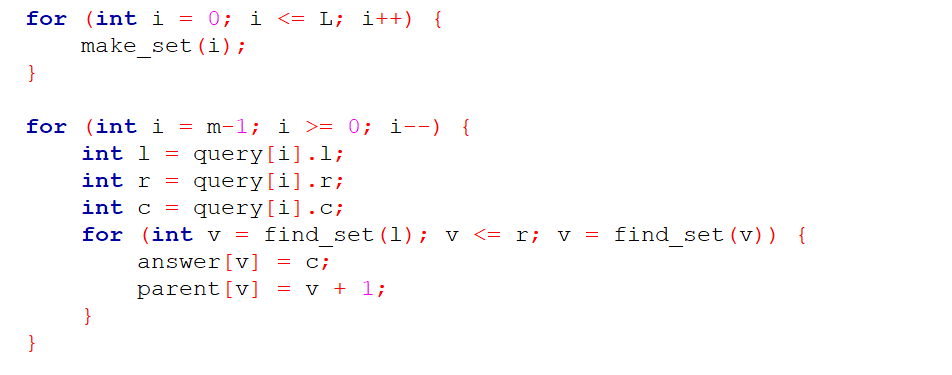 for (int i = 0; i <= L; i++) {
    make_set(i);
}

for (int i = m-1; i >= 0; i--) {
    int l = query[i].l;
    int r = query[i].r;
    int c = query[i].c;
    for (int v = find_set(l); v <= r; v = find_set(v)) {
        answer[v] = c;
        parent[v] = v + 1;
    }
}